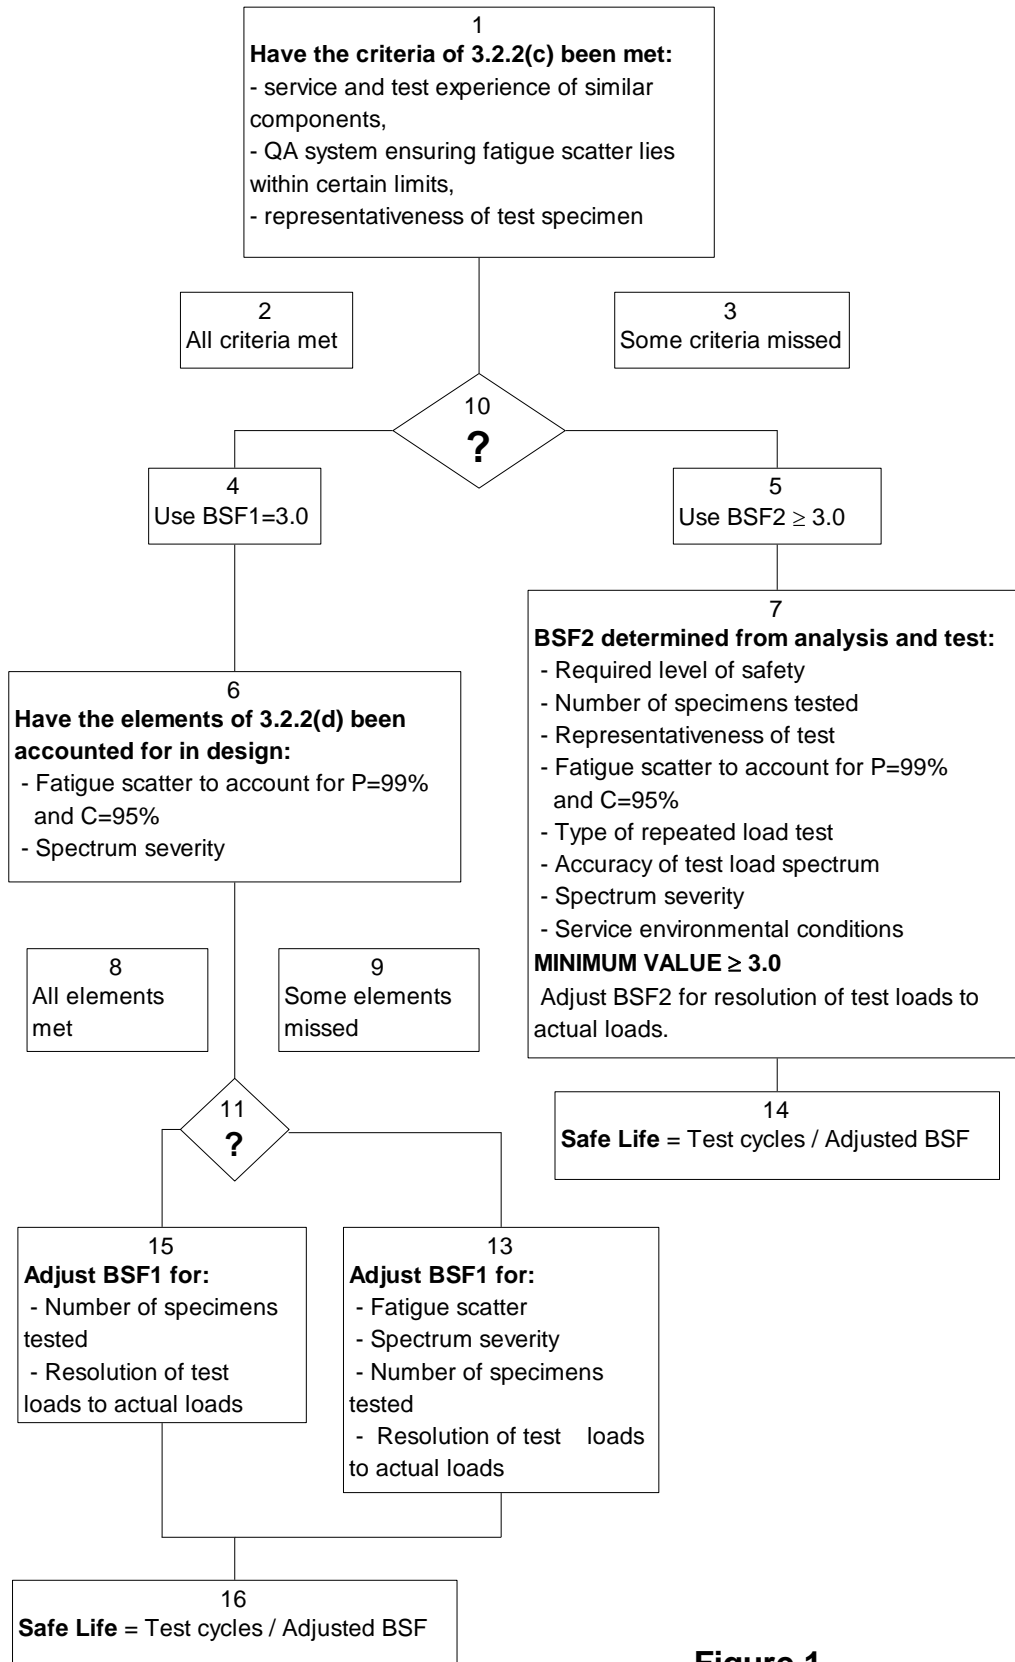 1
Have the criteria of 3.2.2(c) been met:
- service and test experience of similar
components,
- QA system ensuring fatigue scatter lies
within certain limits,
- representativeness of test specimen
2
All criteria met
3
Some criteria missed
10
?
4
Use BSF1=3.0
5
Use BSF2 ≥ 3.0
6
Have the elements of 3.2.2(d) been
accounted for in design:
- Fatigue scatter to account for P=99%
and C=95%
- Spectrum severity
7
BSF2 determined from analysis and test:
- Required level of safety
- Number of specimens tested
- Representativeness of test
- Fatigue scatter to account for P=99%
and C=95%
- Type of repeated load test
- Accuracy of test load spectrum
- Spectrum severity
- Service environmental conditions
MINIMUM VALUE ≥ 3.0
Adjust BSF2 for resolution of test loads to
actual loads.
8
All elements
met
9
Some elements
missed
11
?
14
Safe Life = Test cycles / Adjusted BSF
15
Adjust BSF1 for:
- Number of specimens
tested
- Resolution of test
loads to actual loads
13
Adjust BSF1 for:
- Fatigue scatter
- Spectrum severity
- Number of specimens
tested
- Resolution of test loads
to actual loads
16
Safe Life = Test cycles / Adjusted BSF
Figure 1